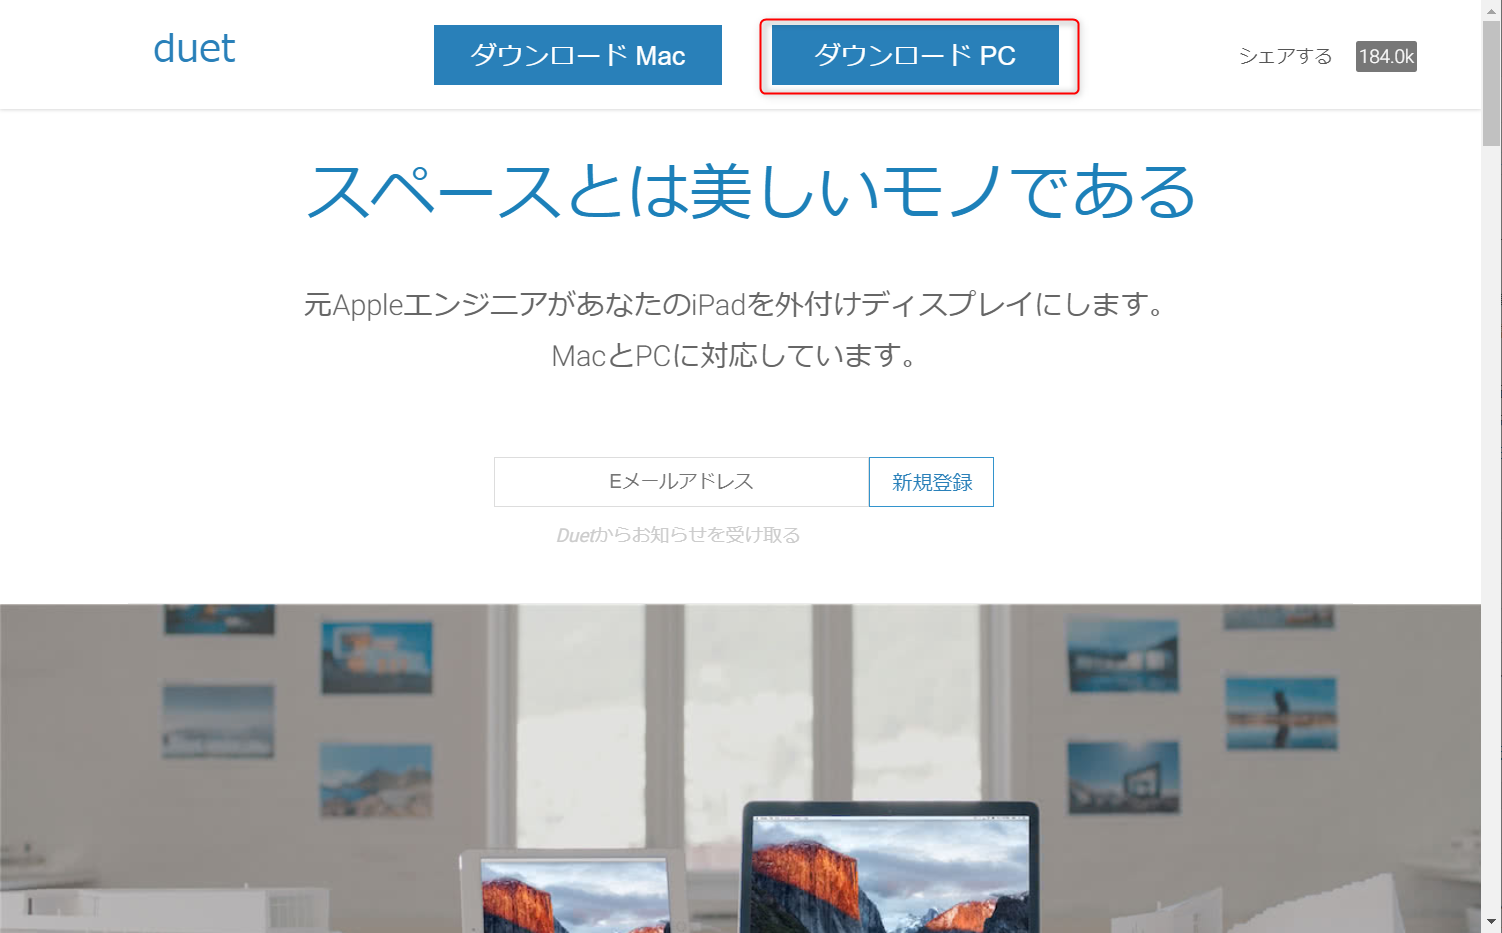 duet
ダウンロード Mac
ダウンロード PC
シェアする
184.0k
スペースとは美しいモノである
元AppleエンジニアがあなたのiPadを外付けディスプレイにします。
MacとPCに対応しています。
Eメールアドレス
新規登録
Duetからお知らせを受け取る